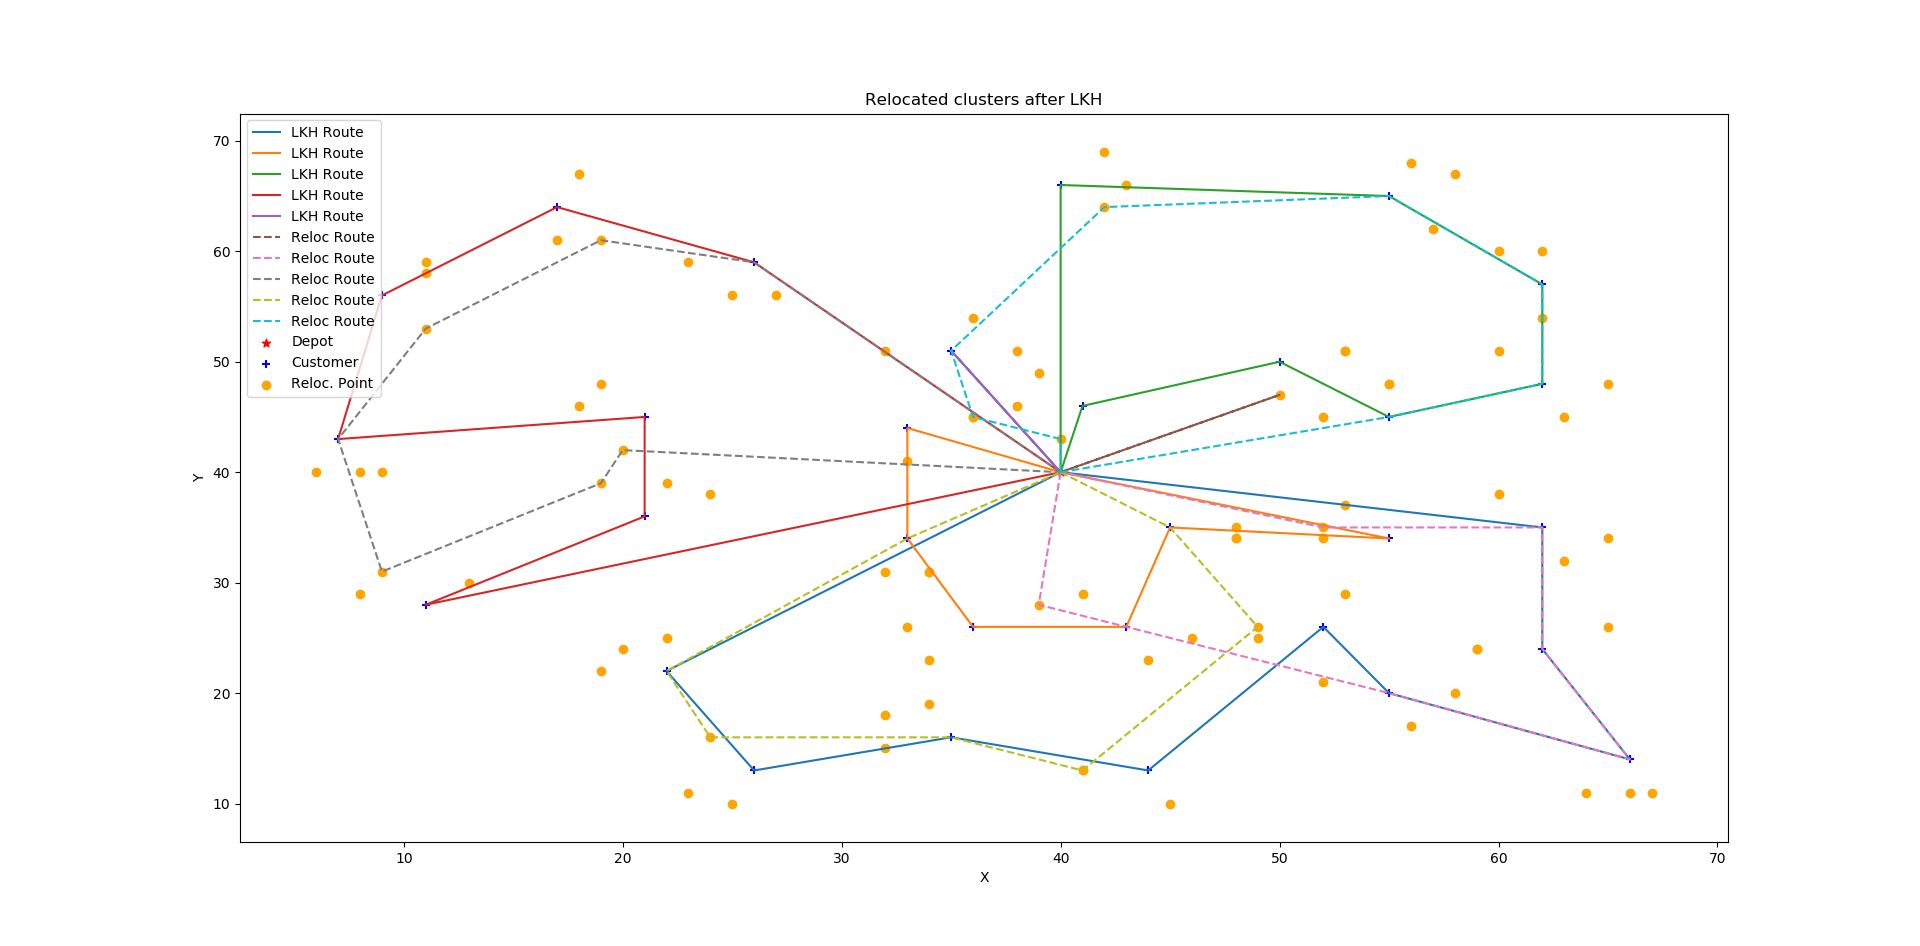 Relocated clusters after LKH
LKH Route
LKH Route
LKH Route
LKH Route
LKH Route
Reloc Route
Reloc Route
Reloc Route
Reloc Route
Reloc Route
Depot
Customer
Reloc. Point
70
60
50
40
30
20
10
Y
10 20 30 40 50 60 70
X